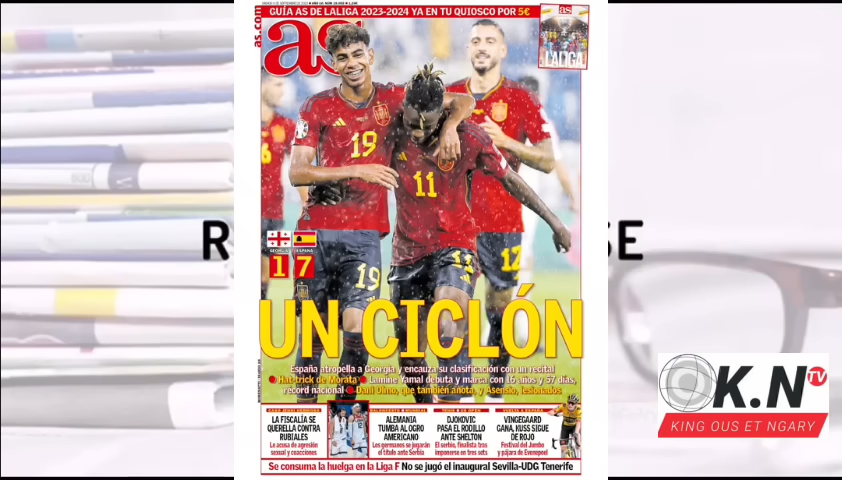 as.com
GUÍA AS DE LALIGA 2023-2024 YA EN TU QUIOSCO POR 5€
as
as
LALIGA
R
SE
19
11
19
11
12
GEORGIA ESPAÑA
1 7
UN CICLÓN
España atropella a Georgia y encauza su clasificación con un recital
Hat-trick de Morata Lamine Yamal debuta y marca con 16 años y 57 días,
récord nacional Dani Olmo, que también anota, y Asensio, lesionados
LA FISCALÍA SE
QUERELLA CONTRA
RUBIALES
La acusa de agresión
sexual y coacciones
ALEMANIA
TUMBA AL OGRO
AMERICANO
Los germanos se jugarán
el título ante Serbia
DJOKOVIC
PASA EL RODILLO
ANTE SHELTON
El serbio, finalista tras
imponerse en tres sets
VINGEGAARD
GANA, KUSS SIGUE
DE ROJO
Festival del Jumbo
y pájara de Evenepoel
Se consuma la huelga en la Liga F No se jugó el inaugural Sevilla-UDG Tenerife
K.N TV
KING OUS ET NGARY